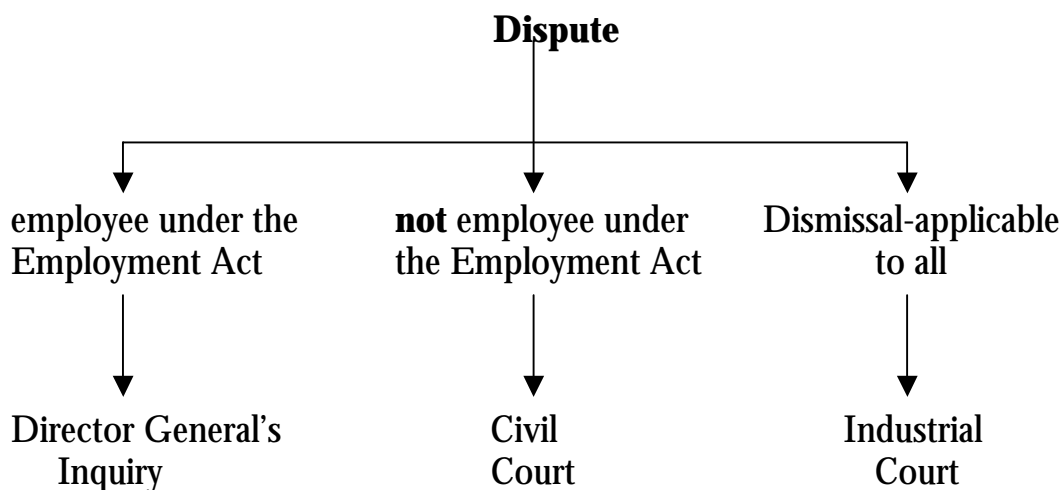 Dispute
employee under the
Employment Act
not employee under
the Employment Act
Dismissal-applicable
to all
Director General's
Inquiry
Civil
Court
Industrial
Court